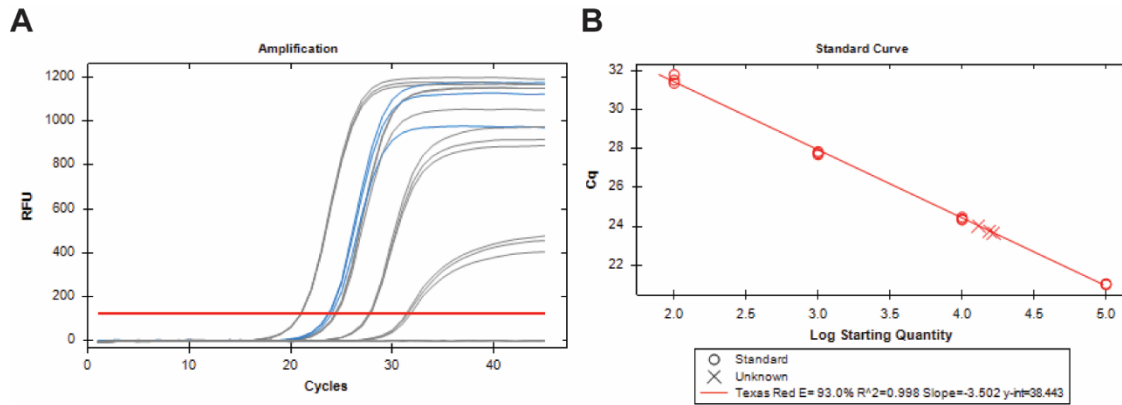 A
Amplification
1200
1000
800
600
400
200
0
RFU
0 10 20 30 40
Cycles
B
Standard Curve
32
30
28
26
24
22
Cq
2.0 2.5 3.0 3.5 4.0 4.5 5.0
Log Starting Quantity
Standard
Unknown
Texas Red E= 93.0% R^2=0.998 Slope=-3.502 y-int=38.443